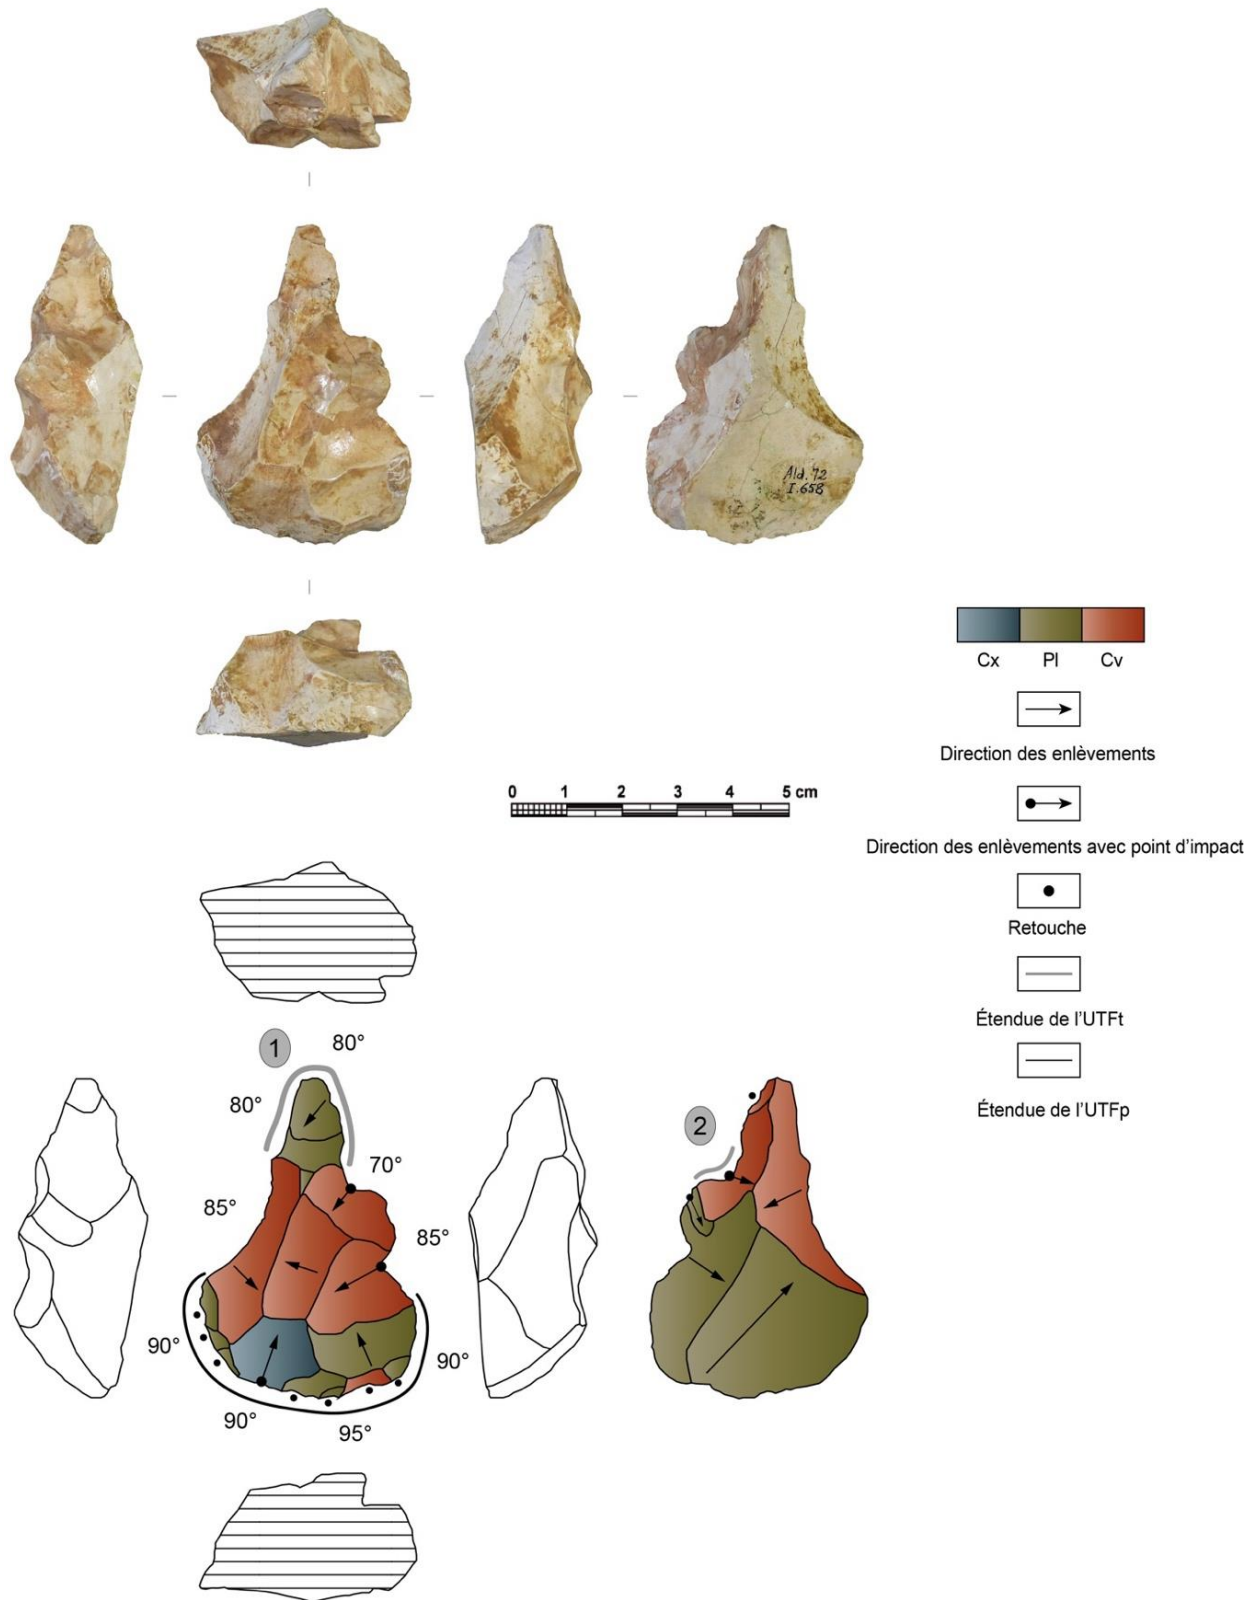 Ald. 72
I. 658
Cx Pl Cv
Direction des enlèvements
0 1 2 3 4 5 cm
Direction des enlèvements avec point d'impact
Retouche
Étendue de l'UTFt
Étendue de l'UTFp
1
80°
80°
2
70°
85°
85°
90°
90°
90°
95°